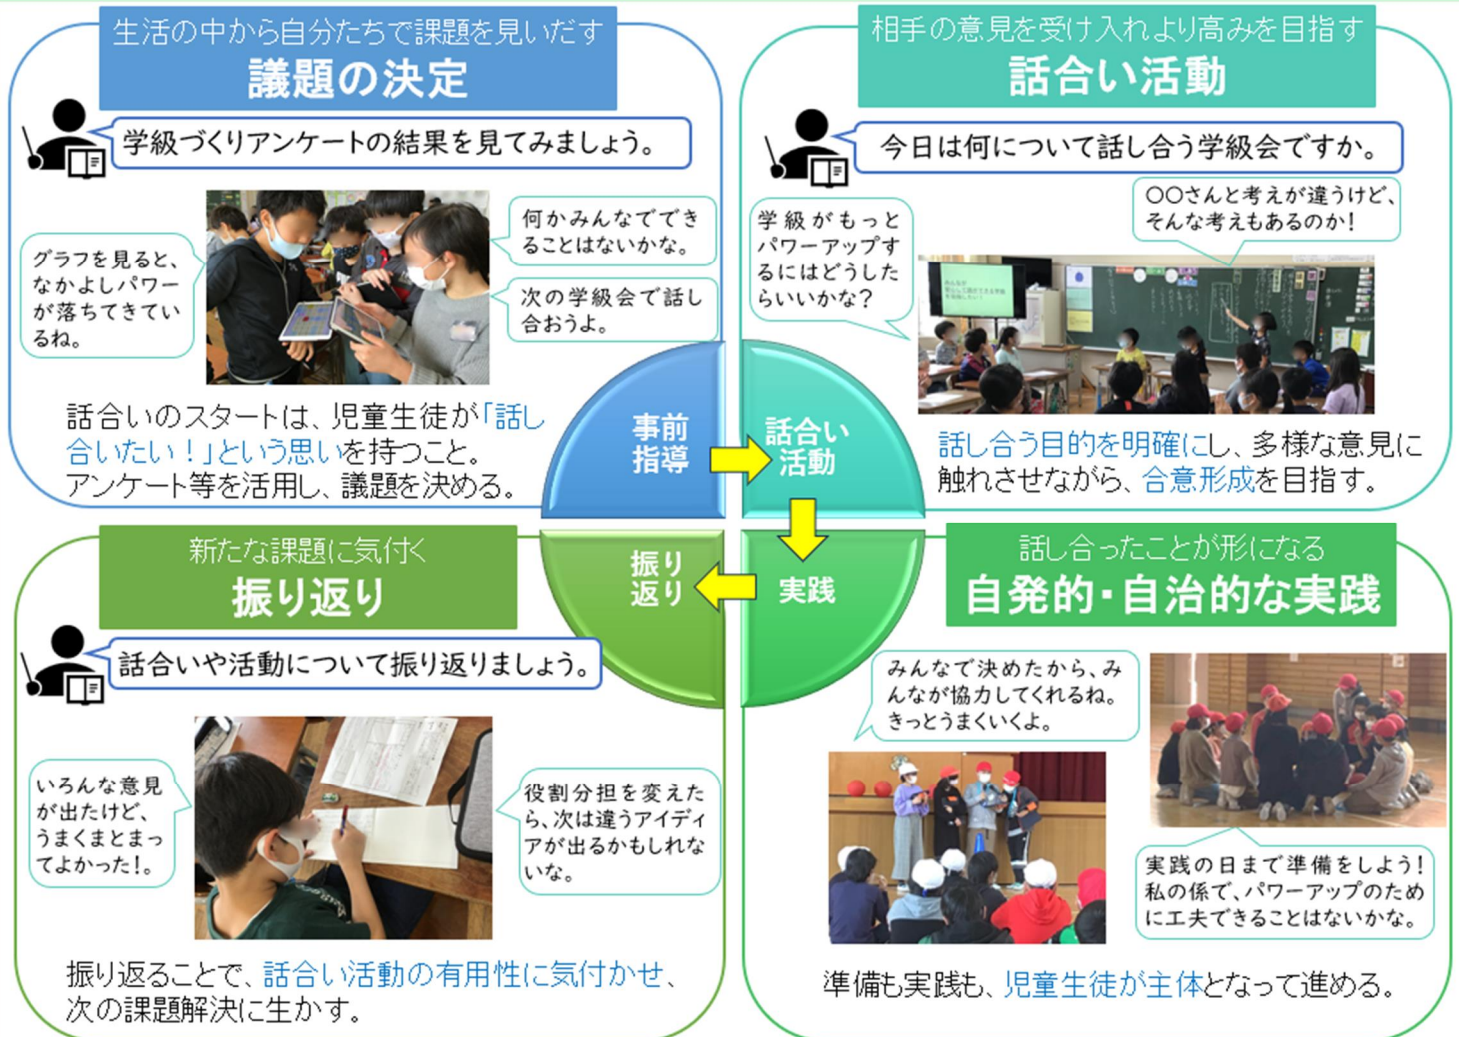 生活の中から自分たちで課題を見いだす
議題の決定
学級づくりアンケートの結果を見てみましょう。
グラフを見ると、
なかよしパワー
が落ちてきてい
るね。
何かみんなででき
ることはないかな。
次の学級会で話し
合おうよ。
話合いのスタートは、児童生徒が「話し
合いたい！」という思いを持つこと。
アンケート等を活用し、議題を決める。
事前
指導
相手の意見を受け入れより高みを目指す
話合い活動
今日は何について話し合う学級会ですか。
学級がもっと
パワーアップす
るにはどうした
らいいかな？
〇〇さんと考えが違うけど、
そんな考えもあるのか！
話合い
活動
話し合う目的を明確にし、多様な意見に
触れさせながら、合意形成を目指す。
話し合ったことが形になる
自発的・自治的な実践
実践
みんなで決めたから、み
んなが協力してくれるね。
きっとうまくいくよ。
実践の日まで準備をしよう！
私の係で、パワーアップのため
に工夫できることはないかな。
準備も実践も、児童生徒が主体となって進める。
新たな課題に気付く
振り返り
振り
返り
話合いや活動について振り返りましょう。
いろんな意見
が出たけど、
うまくまとまっ
てよかった！。
役割分担を変えた
ら、次は違うアイディ
アが出るかもしれな
いな。
振り返ることで、話合い活動の有用性に気付かせ、
次の課題解決に生かす。